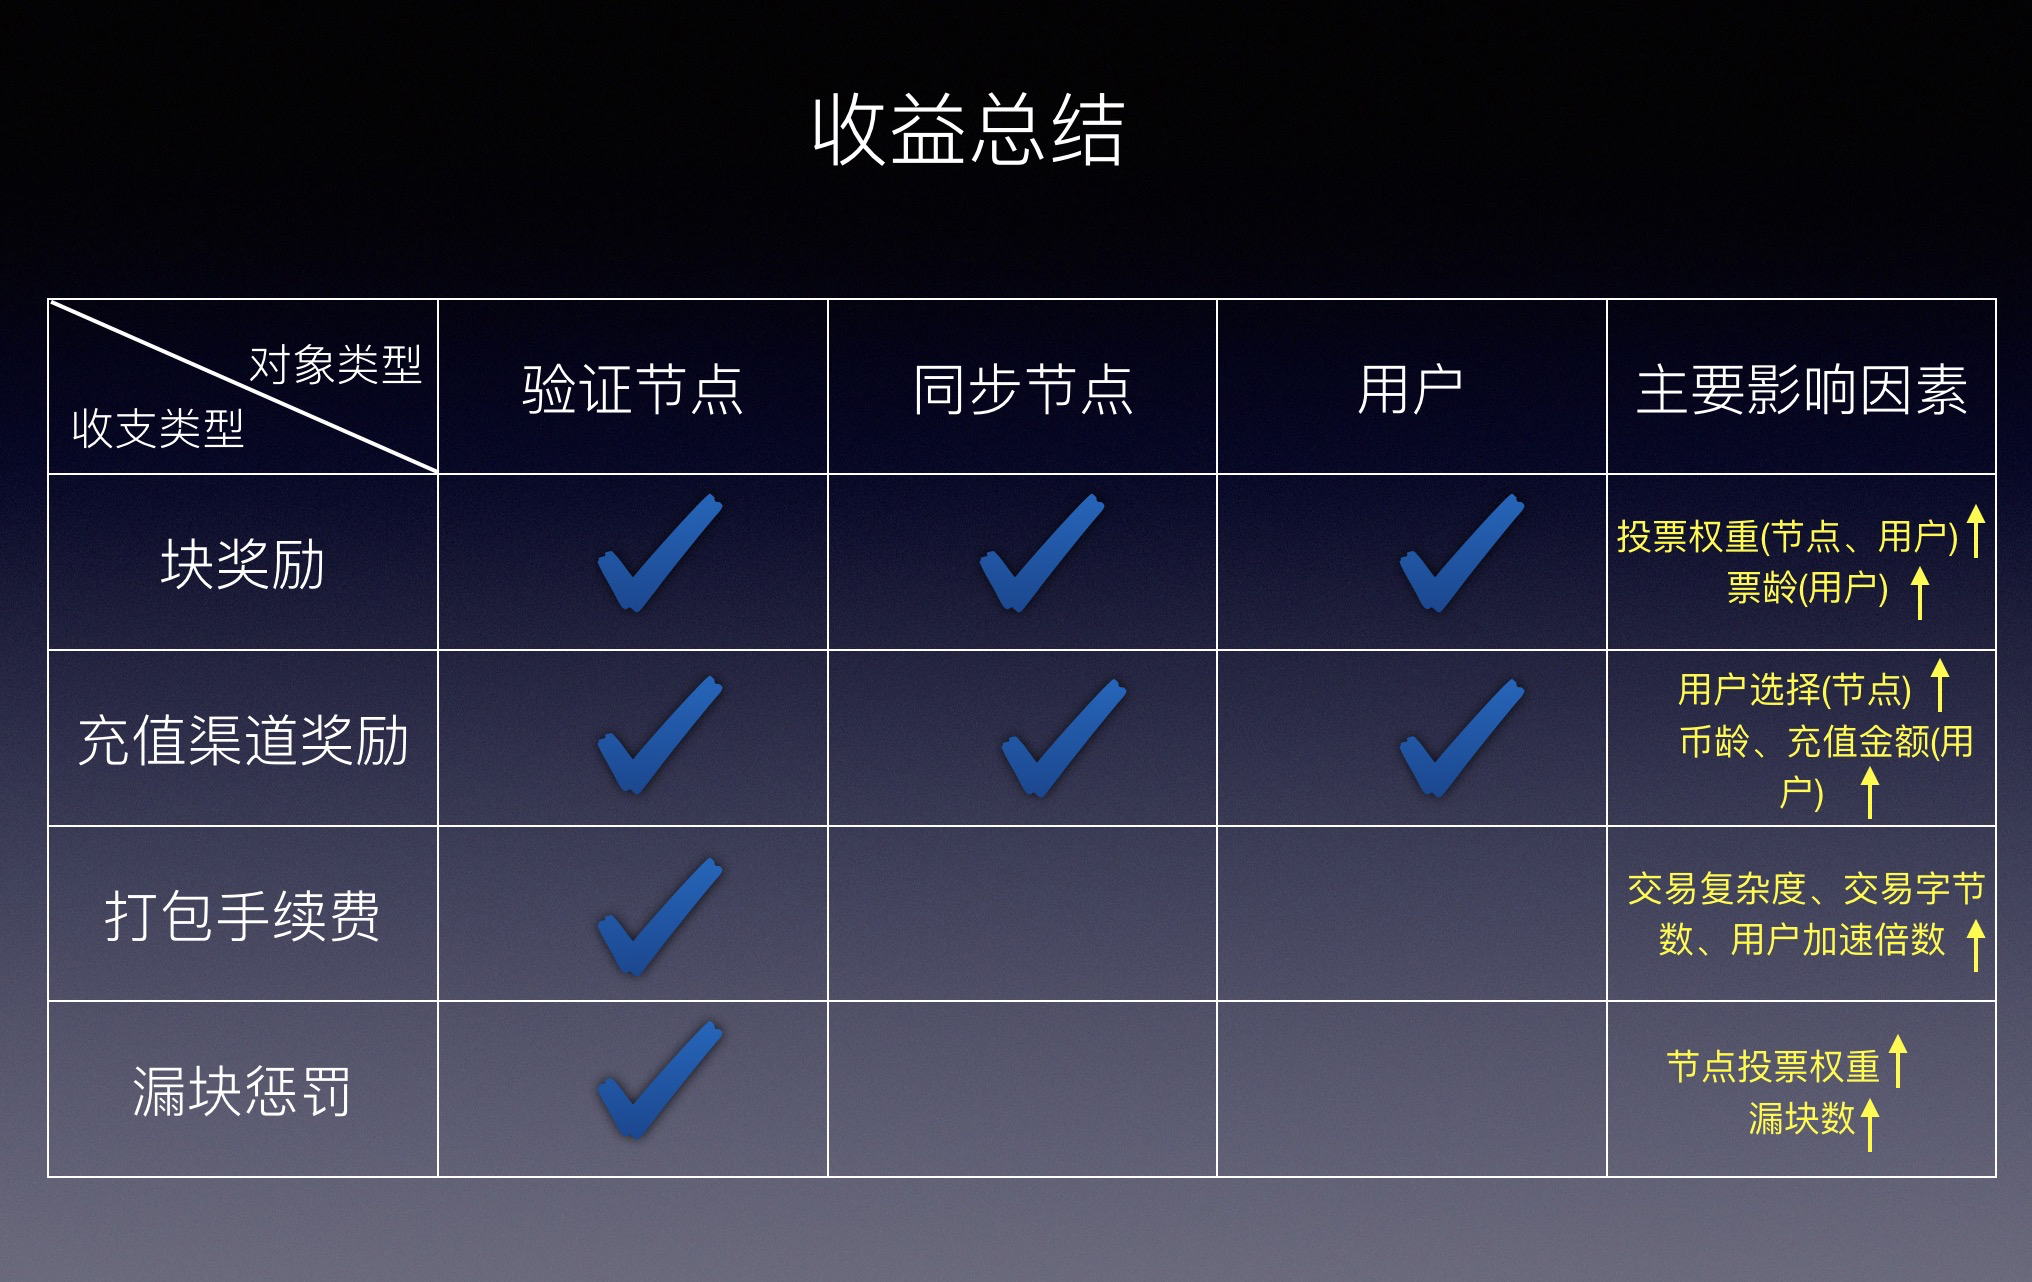 收益总结
对象类型
收支类型
验证节点
同步节点
用户
主要影响因素
块奖励
投票权重(节点、用户)
票龄(用户)
充值渠道奖励
用户选择(节点)
币龄、充值金额(用
户)
打包手续费
交易复杂度、交易字节
数、用户加速倍数
漏块惩罚
节点投票权重
漏块数